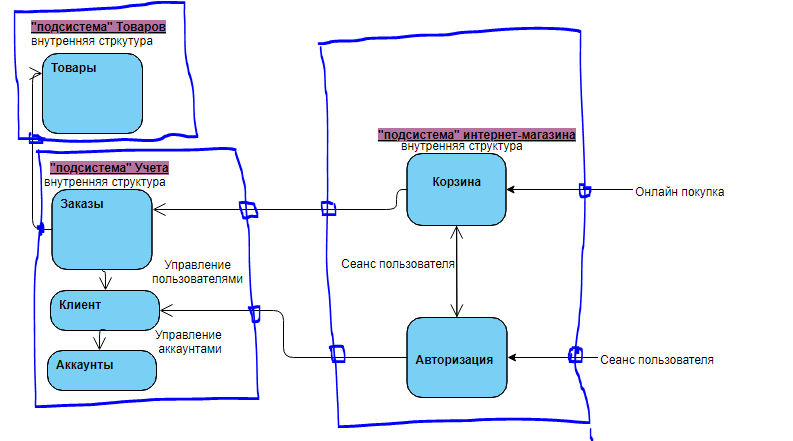 "подсистема" Товаров
внутренняя стркутура
Товары
"подсистема" Учета
внутренняя структура
Заказы
Управление
пользователями
Клиент
Управление
аккаунтами
Аккаунты
"подсистема" интернет-магазина
внутренняя структура
Корзина
Онлайн покупка
Сеанс пользователя
Авторизация
Сеанс пользователя